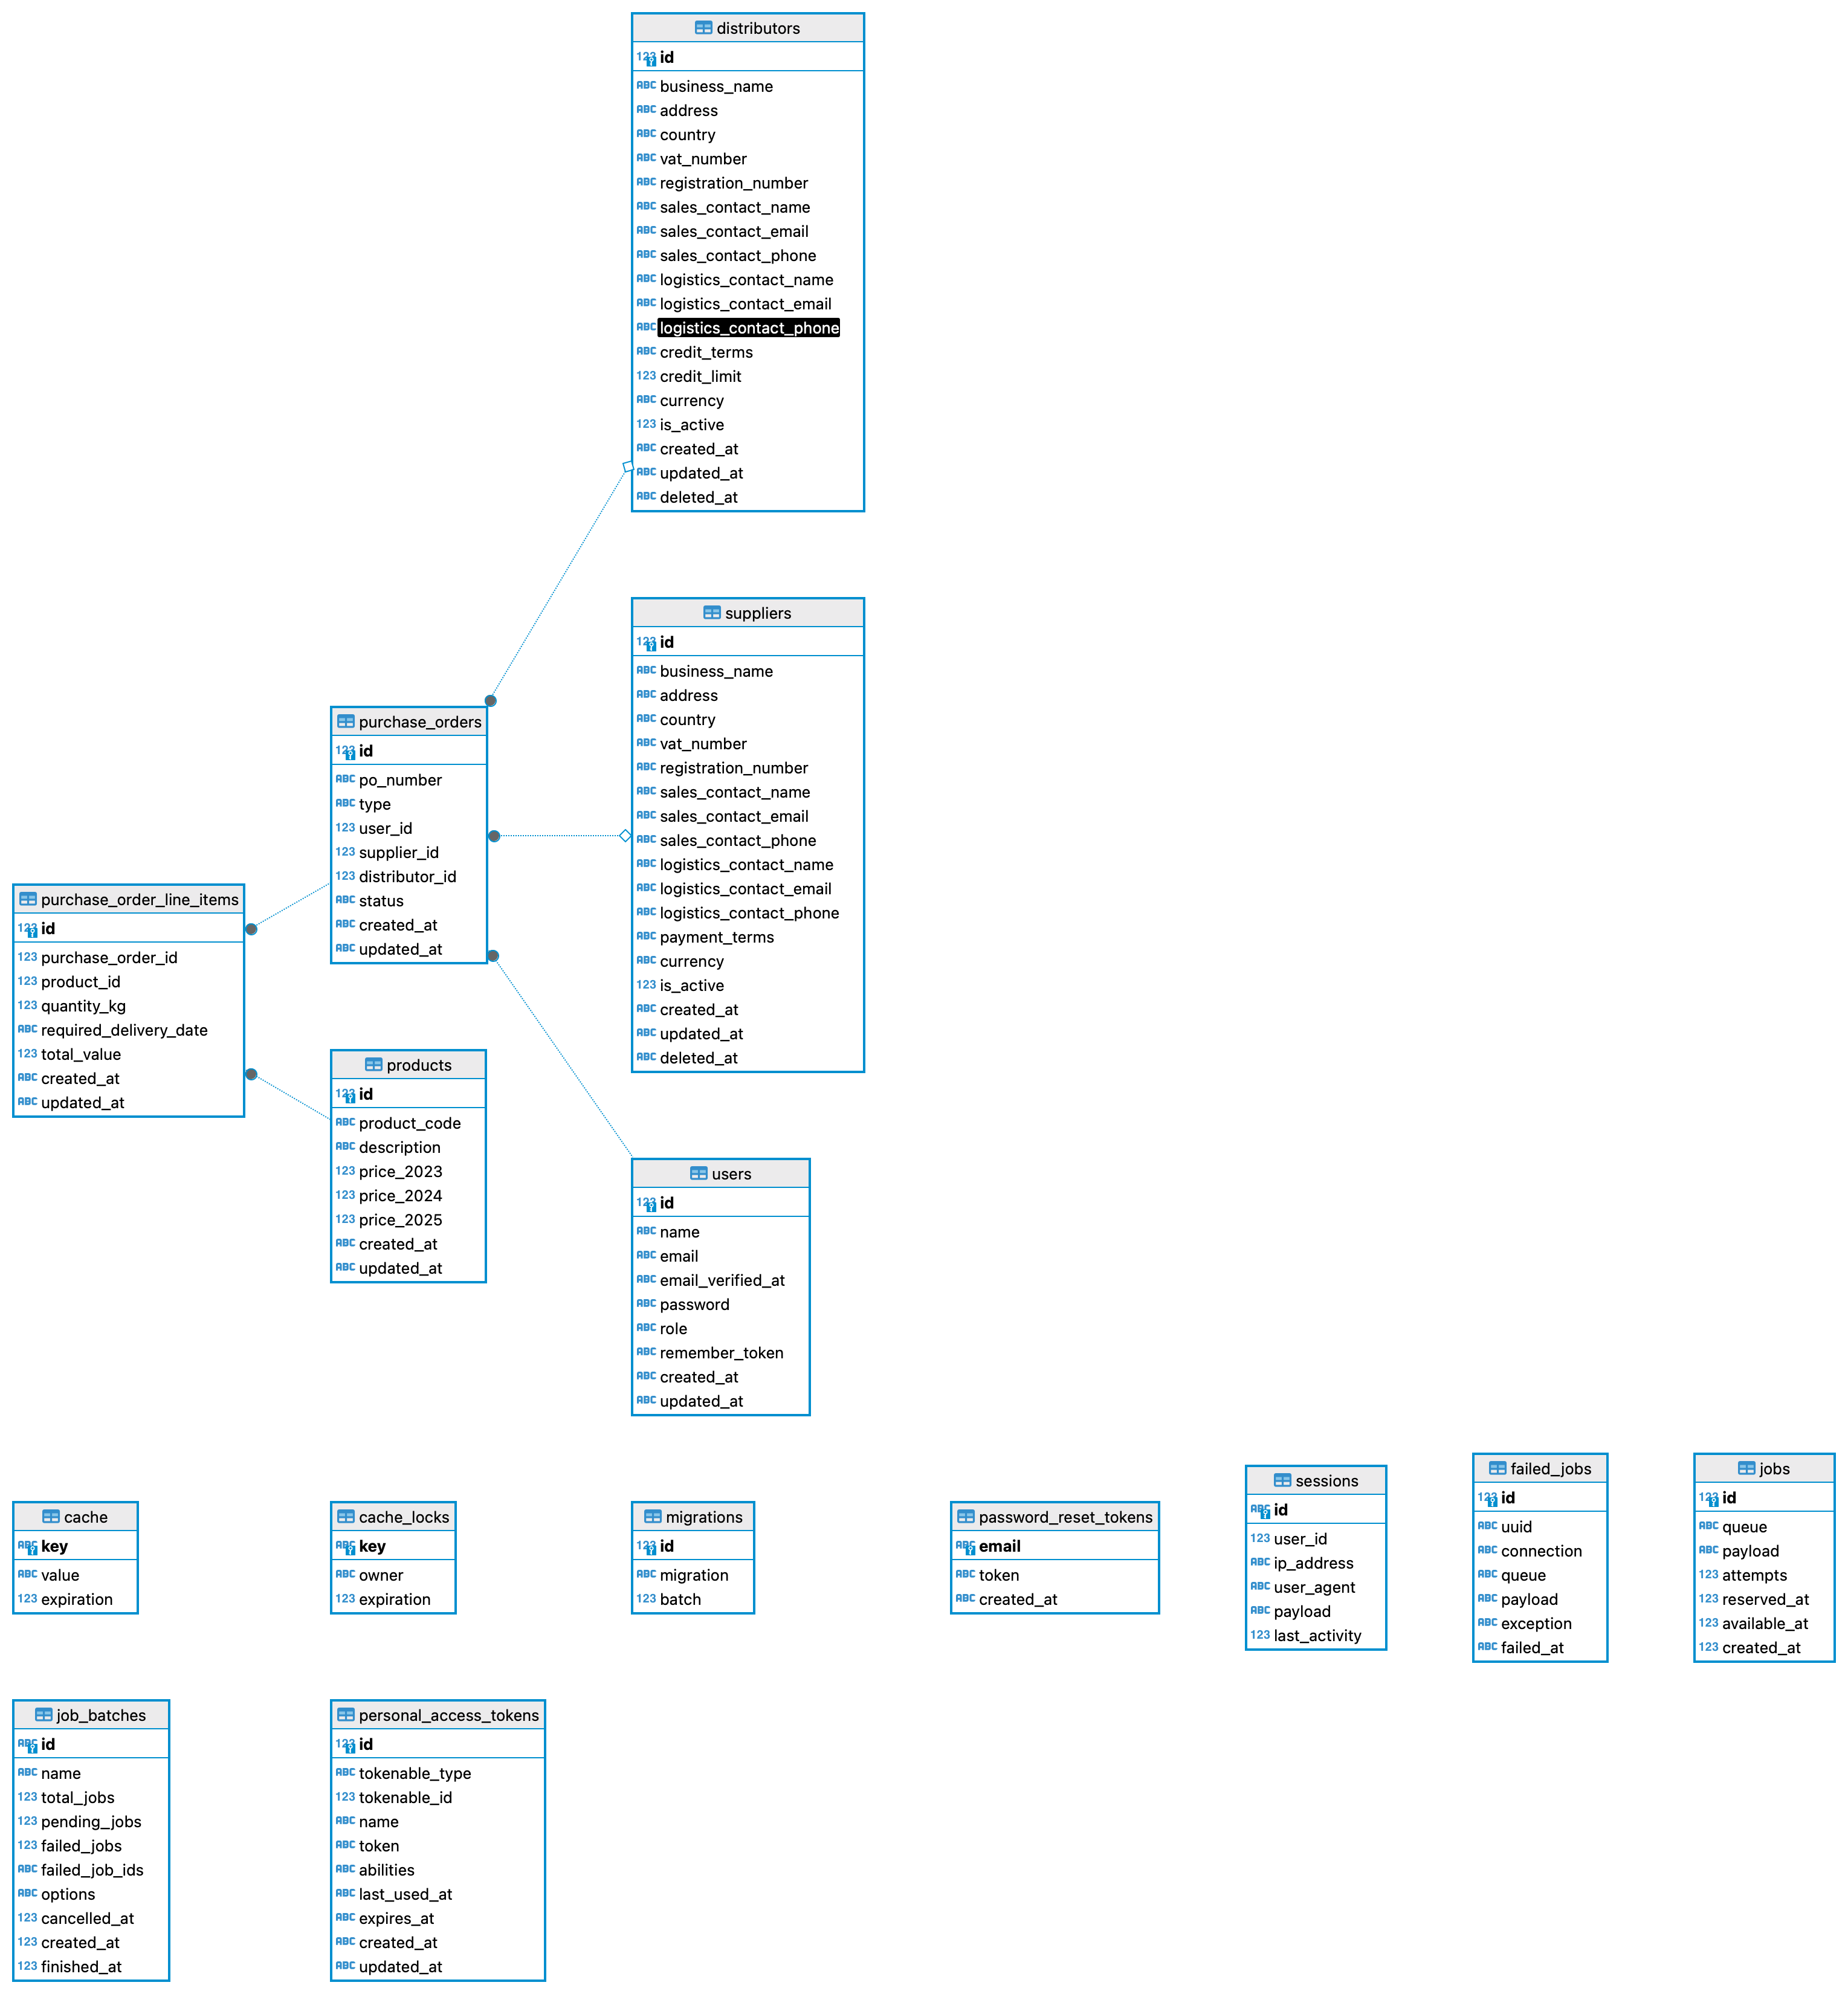 distributors
123 id
ABC business_name
ABC address
ABC country
ABC vat_number
ABC registration_number
ABC sales_contact_name
ABC sales_contact_email
ABC sales_contact_phone
ABC logistics_contact_name
ABC logistics_contact_email
ABC logistics_contact_phone
ABC credit_terms
123 credit_limit
ABC currency
123 is_active
ABC created_at
ABC updated_at
ABC deleted_at
suppliers
123 id
ABC business_name
ABC address
ABC country
ABC vat_number
ABC registration_number
ABC sales_contact_name
ABC sales_contact_email
ABC sales_contact_phone
ABC logistics_contact_name
ABC logistics_contact_email
ABC logistics_contact_phone
ABC payment_terms
ABC currency
123 is_active
ABC created_at
ABC updated_at
ABC deleted_at
purchase_orders
123 id
ABC po_number
ABC type
123 user_id
123 supplier_id
123 distributor_id
ABC status
ABC created_at
ABC updated_at
purchase_order_line_items
123 id
123 purchase_order_id
123 product_id
123 quantity_kg
ABC required_delivery_date
123 total_value
ABC created_at
ABC updated_at
products
123 id
ABC product_code
ABC description
123 price_2023
123 price_2024
123 price_2025
ABC created_at
ABC updated_at
users
123 id
ABC name
ABC email
ABC email_verified_at
ABC password
ABC role
ABC remember_token
ABC created_at
ABC updated_at
cache
ABC key
ABC value
123 expiration
cache_locks
ABC key
ABC owner
123 expiration
migrations
123 id
ABC migration
123 batch
password_reset_tokens
ABC email
ABC token
ABC created_at
sessions
ABC id
123 user_id
ABC ip_address
ABC user_agent
ABC payload
123 last_activity
failed_jobs
123 id
ABC uuid
ABC connection
ABC queue
ABC payload
ABC exception
ABC failed_at
jobs
123 id
ABC queue
ABC payload
123 attempts
123 reserved_at
123 available_at
123 created_at
job_batches
ABC id
ABC name
123 total_jobs
123 pending_jobs
123 failed_jobs
ABC failed_job_ids
ABC options
123 cancelled_at
123 created_at
123 finished_at
personal_access_tokens
123 id
ABC tokenable_type
123 tokenable_id
ABC name
ABC token
ABC abilities
ABC last_used_at
ABC expires_at
ABC created_at
ABC updated_at